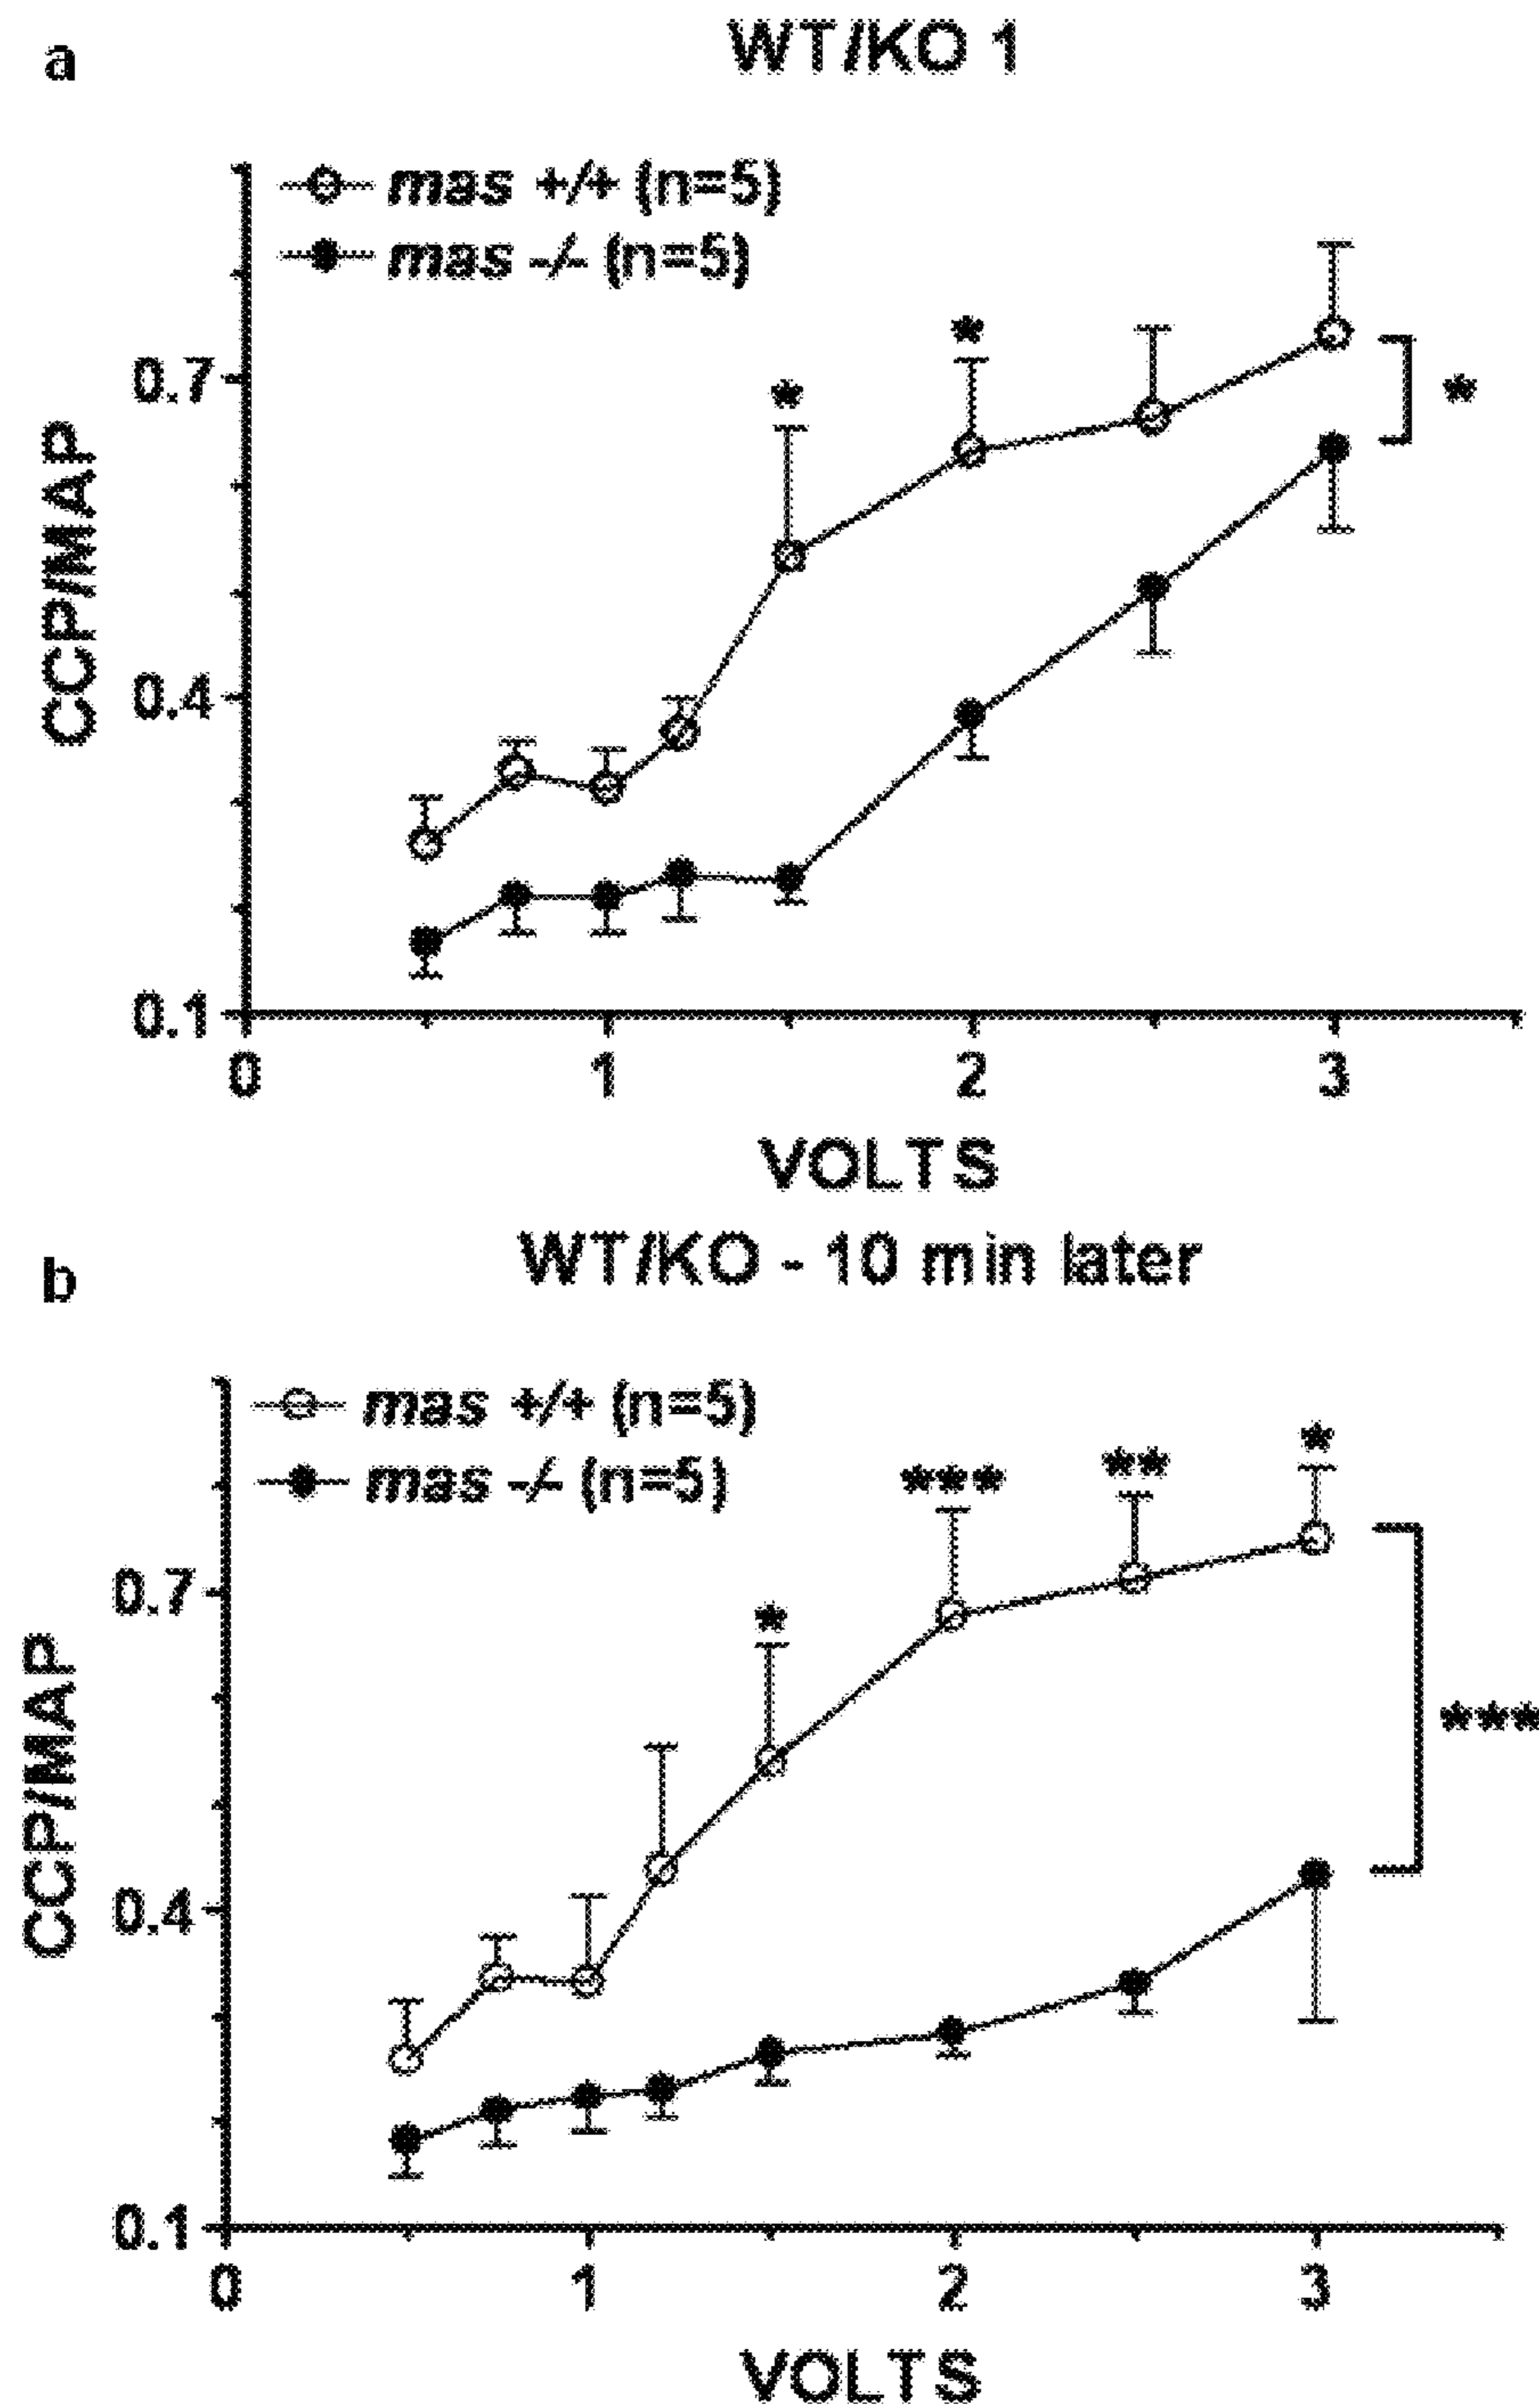 a
WT/KO 1
mas +/+ (n=5)
mas -/- (n=5)
*
*
*
0.7
0.4
0.1
CCP/MAP
0
1
2
3
VOLTS
b
WT/KO - 10 min later
mas +/+ (n=5)
mas -/- (n=5)
*
***
**
*
***
0.7
0.4
0.1
CCP/MAP
0
1
2
3
VOLTS